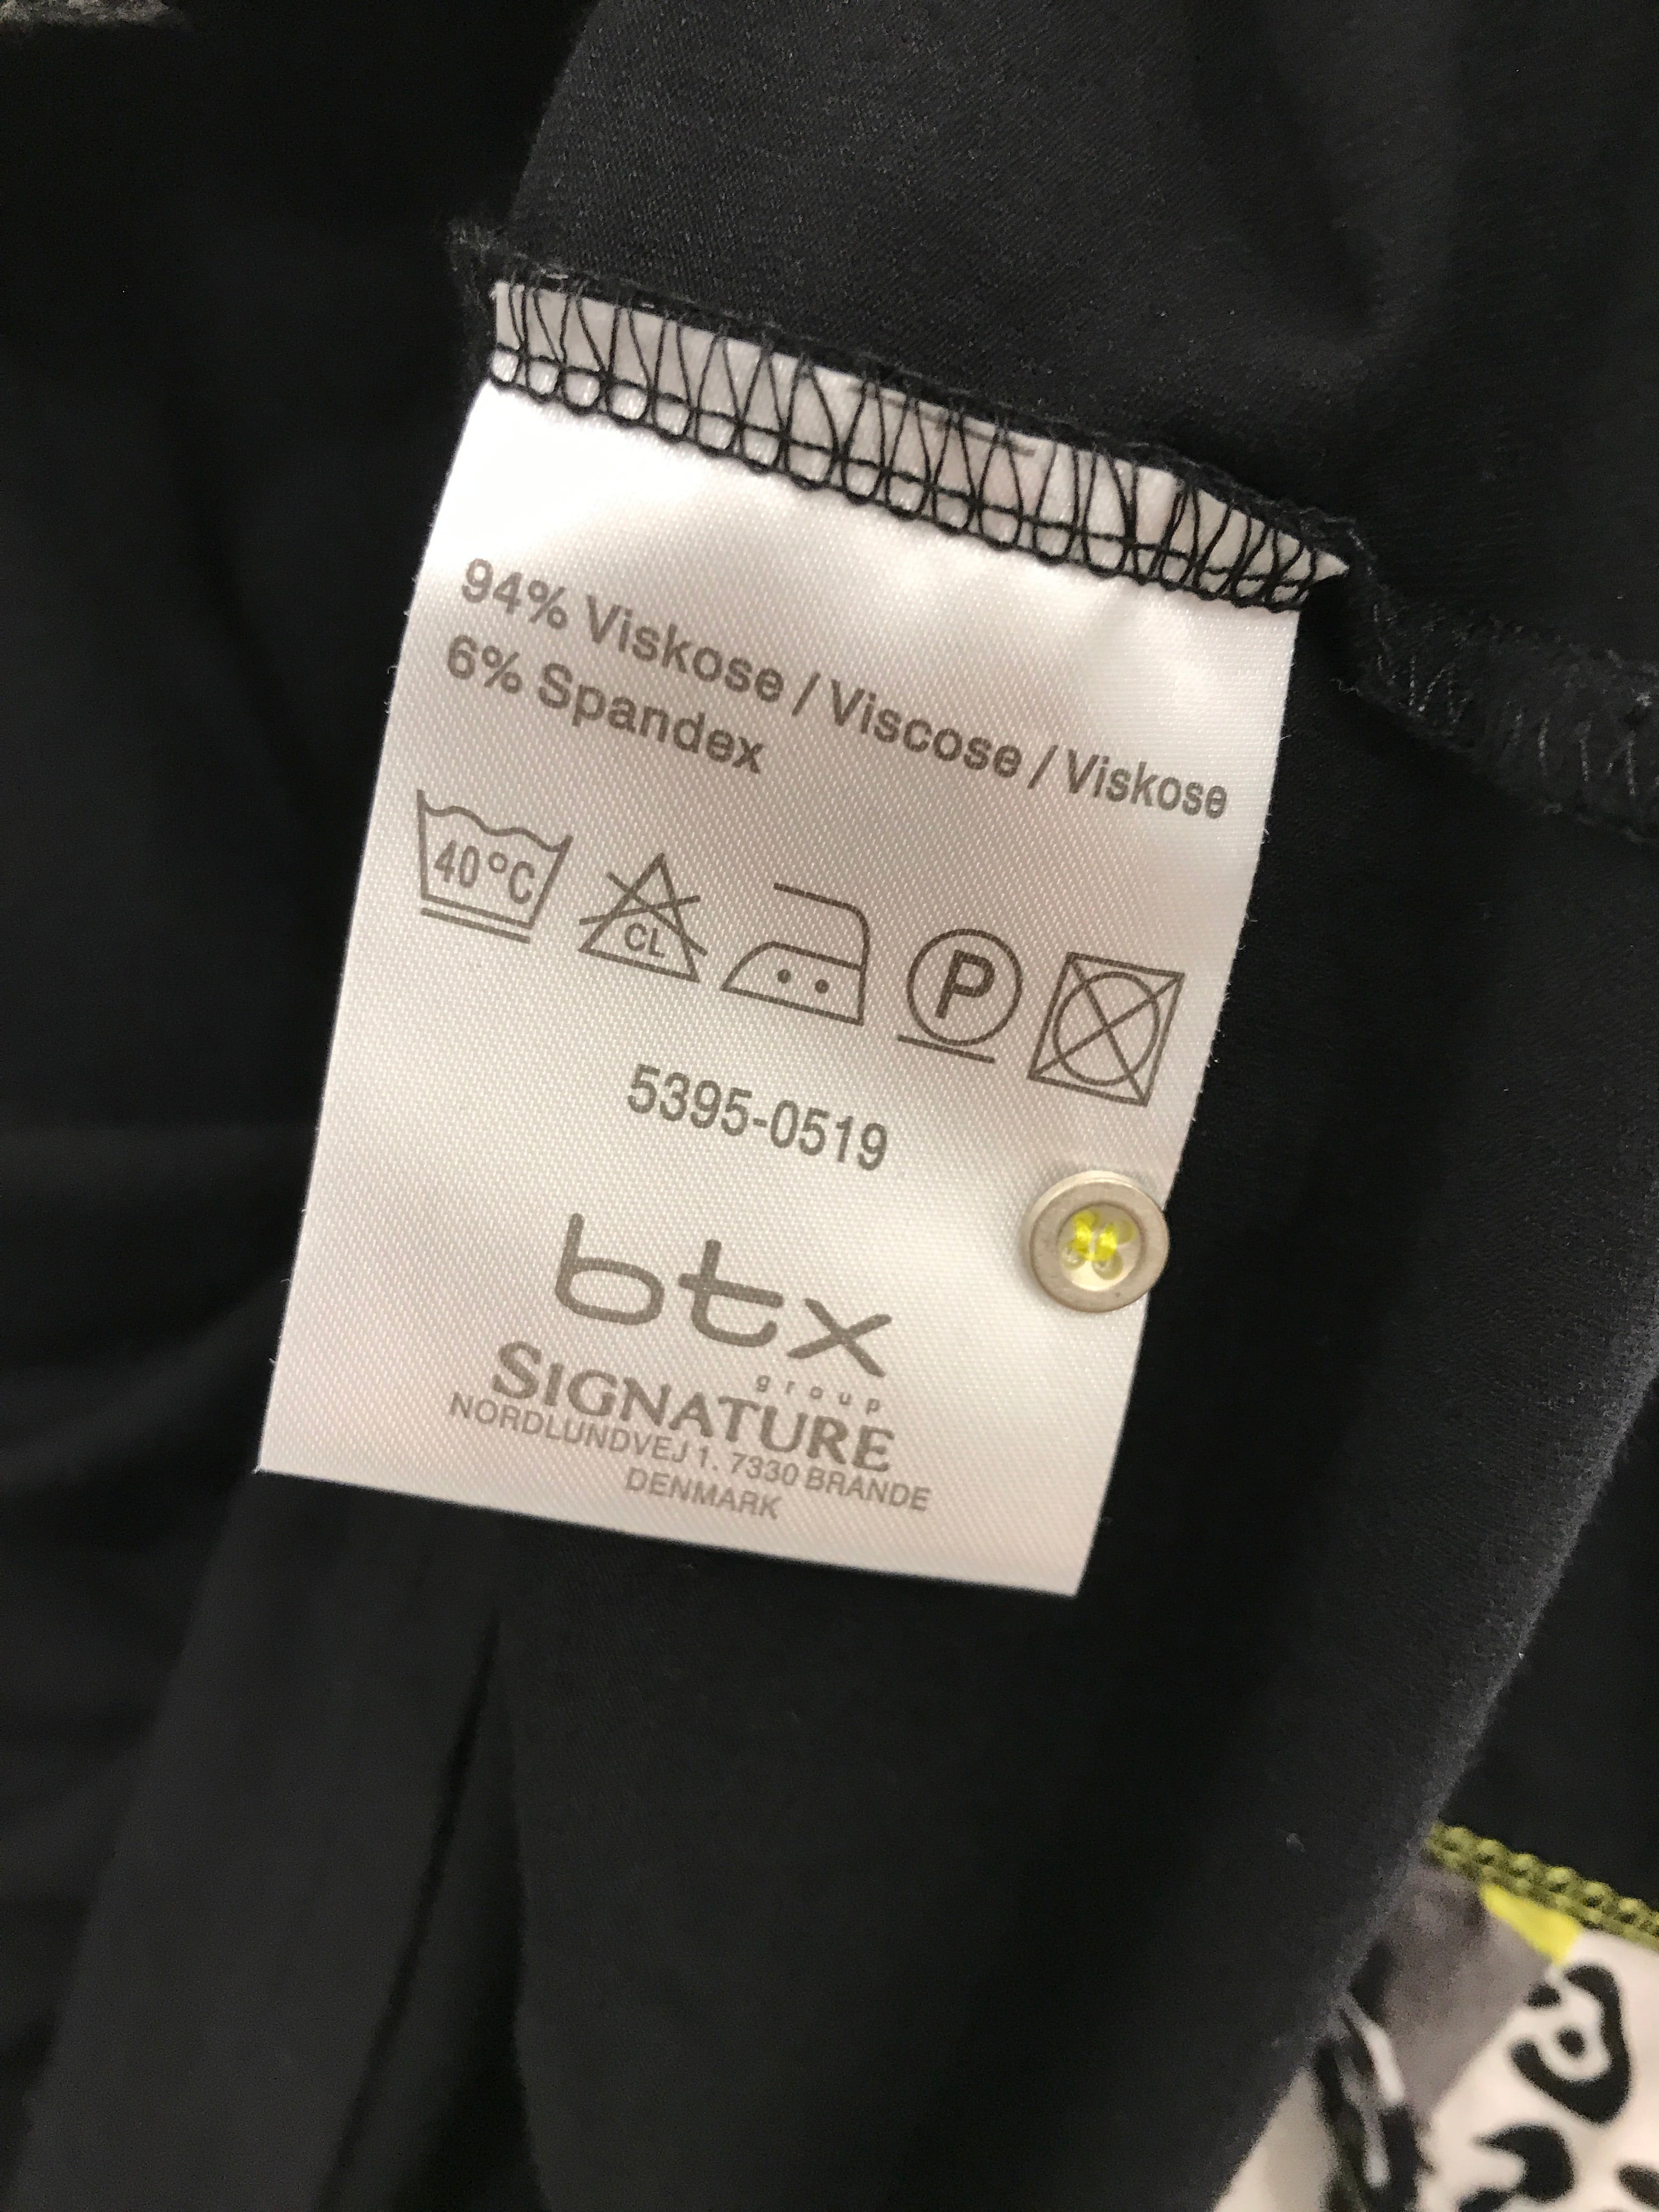 94% Viskose / Viscose / Viskose
6% Spandex
40°C
CL
P
5395-0519
btx
group
SIGNATURE
NORDLUNDVEJ 1. 7330 BRANDE
DENMARK